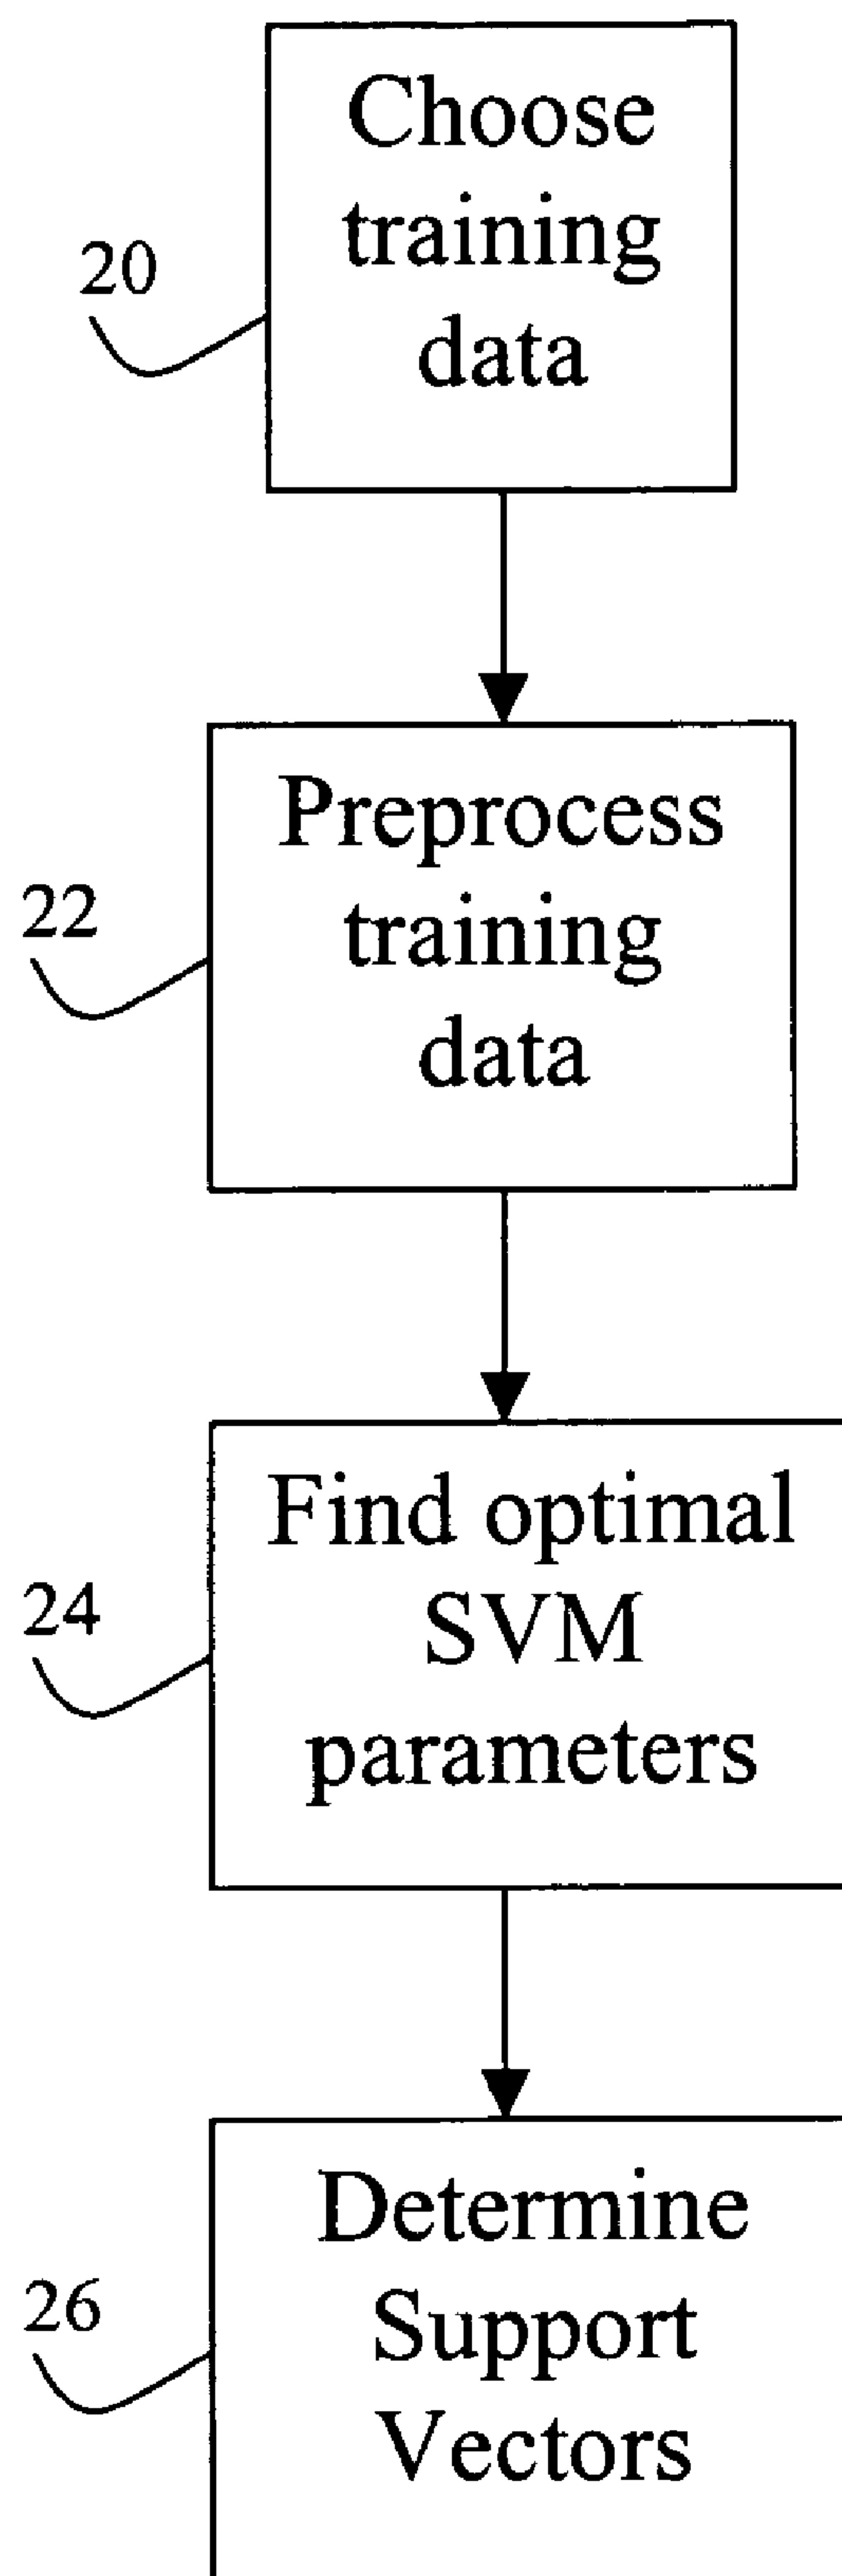 Choose
training
data
20
Preprocess
training
data
22
Find optimal
SVM
parameters
24
Determine
Support
Vectors
26